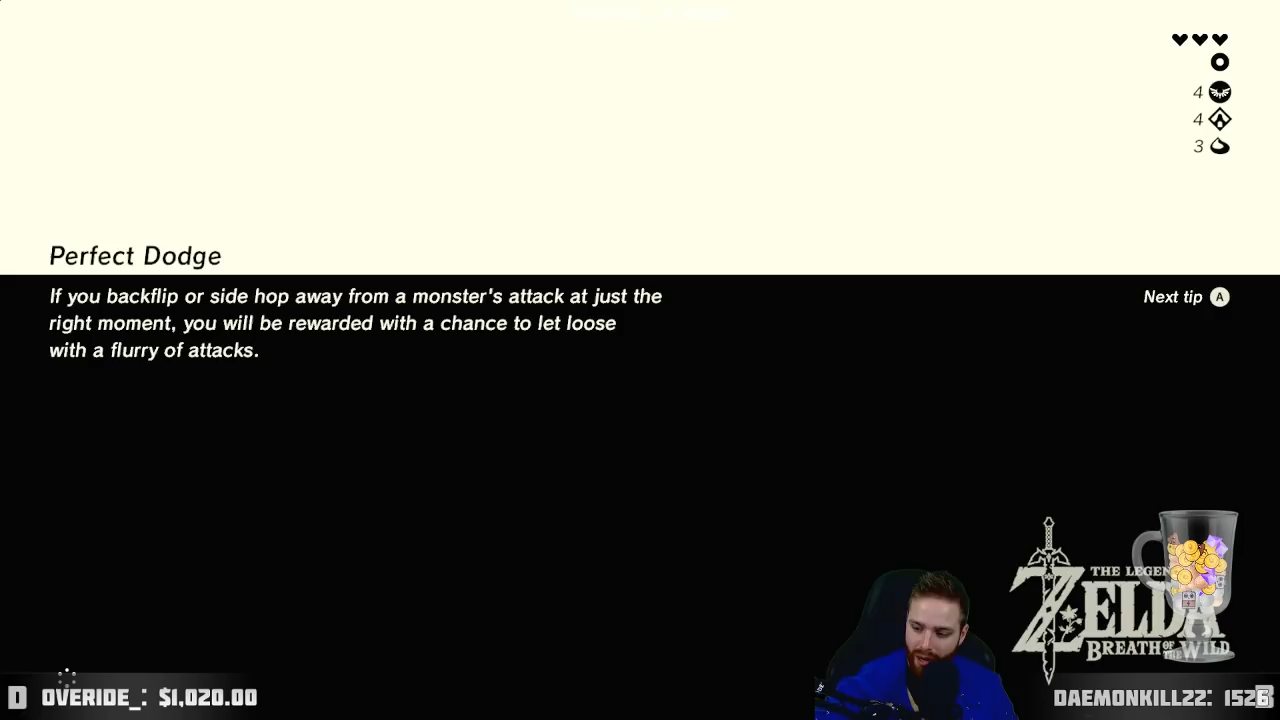 4
4
3
Perfect Dodge
If you backflip or side hop away from a monster's attack at just the
right moment, you will be rewarded with a chance to let loose
with a flurry of attacks.
Next tip A
THE LEGEN
ZELDA
BREATH OF THE WILD
OVERIDE_: $1,020.00
DAEMONKILL22: 1526